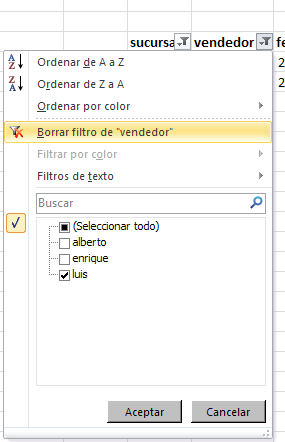 sucursa vendedor fe
Ordenar de A a Z
2
Ordenar de Z a A
2
Ordenar por color
Borrar filtro de "vendedor"
Filtrar por color
Filtros de texto
Buscar
(Seleccionar todo)
alberto
enrique
luis
Aceptar Cancelar